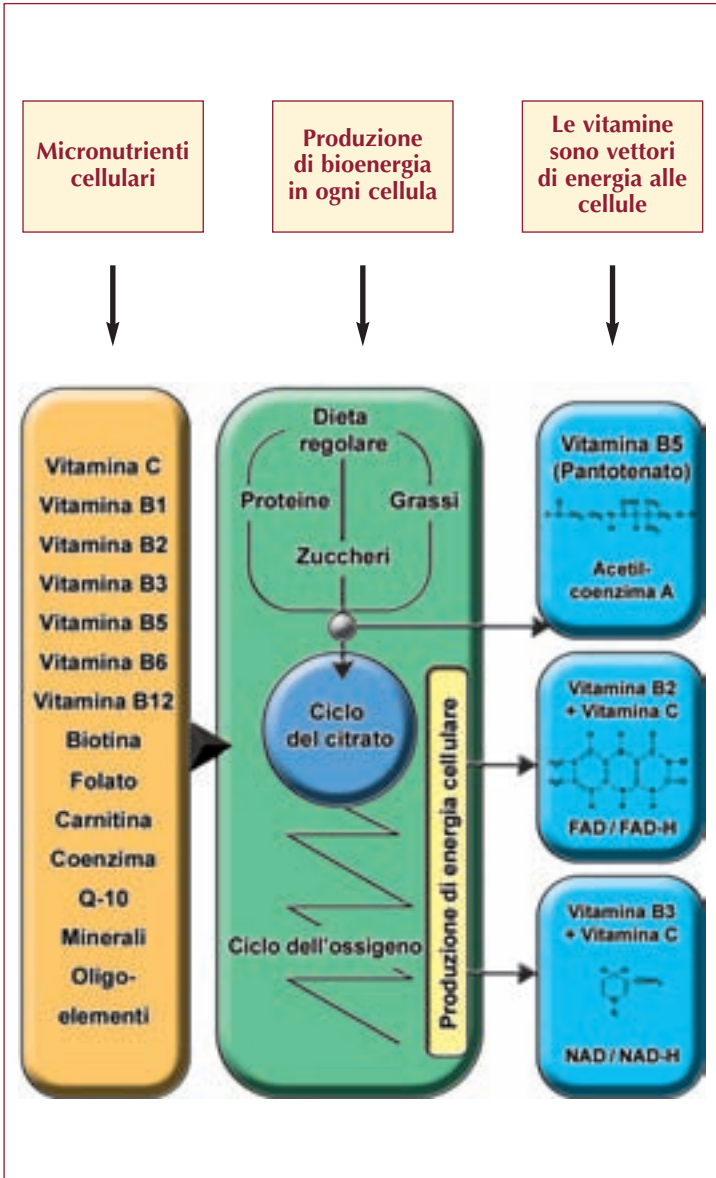 Micronutrienti
cellulari
Produzione
di bioenergia
in ogni cellula
Le vitamine
sono vettori
di energia alle
cellule
Vitamina C
Vitamina B1
Vitamina B2
Vitamina B3
Vitamina B5
Vitamina B6
Vitamina B12
Biotina
Folato
Carnitina
Coenzima
Q-10
Minerali
Oligo-
elementi
Dieta
regolare
Proteine
Grassi
Zuccheri
Ciclo
del citrato
Ciclo dell'ossigeno
Produzione di energia cellulare
Vitamina B5
(Pantotenato)
Acetil-
coenzima A
Vitamina B2
+ Vitamina C
FAD / FAD-H
Vitamina B3
+ Vitamina C
NAD / NAD-H